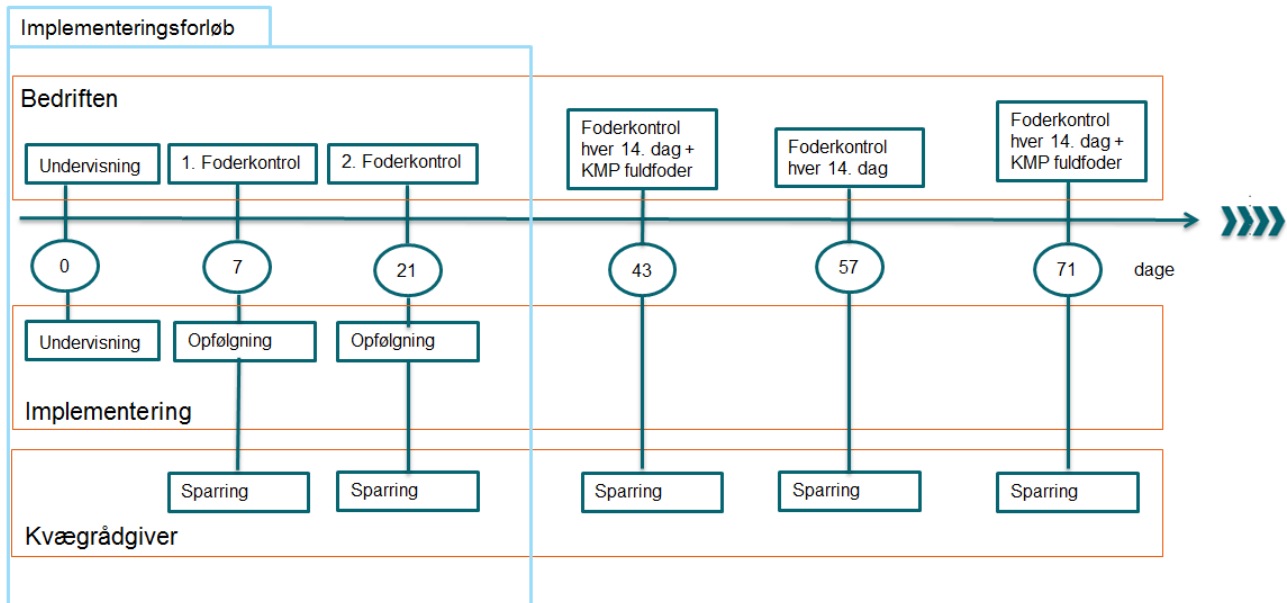 Implementeringsforløb
Bedriften
Undervisning
1. Foderkontrol
2. Foderkontrol
Foderkontrol
hver 14. dag +
KMP fuldfoder
Foderkontrol
hver 14. dag
Foderkontrol
hver 14. dag +
KMP fuldfoder
0
7
21
43
57
71
dage
Undervisning
Opfølgning
Opfølgning
Implementering
Sparring
Sparring
Sparring
Sparring
Sparring
Kvægrådgiver